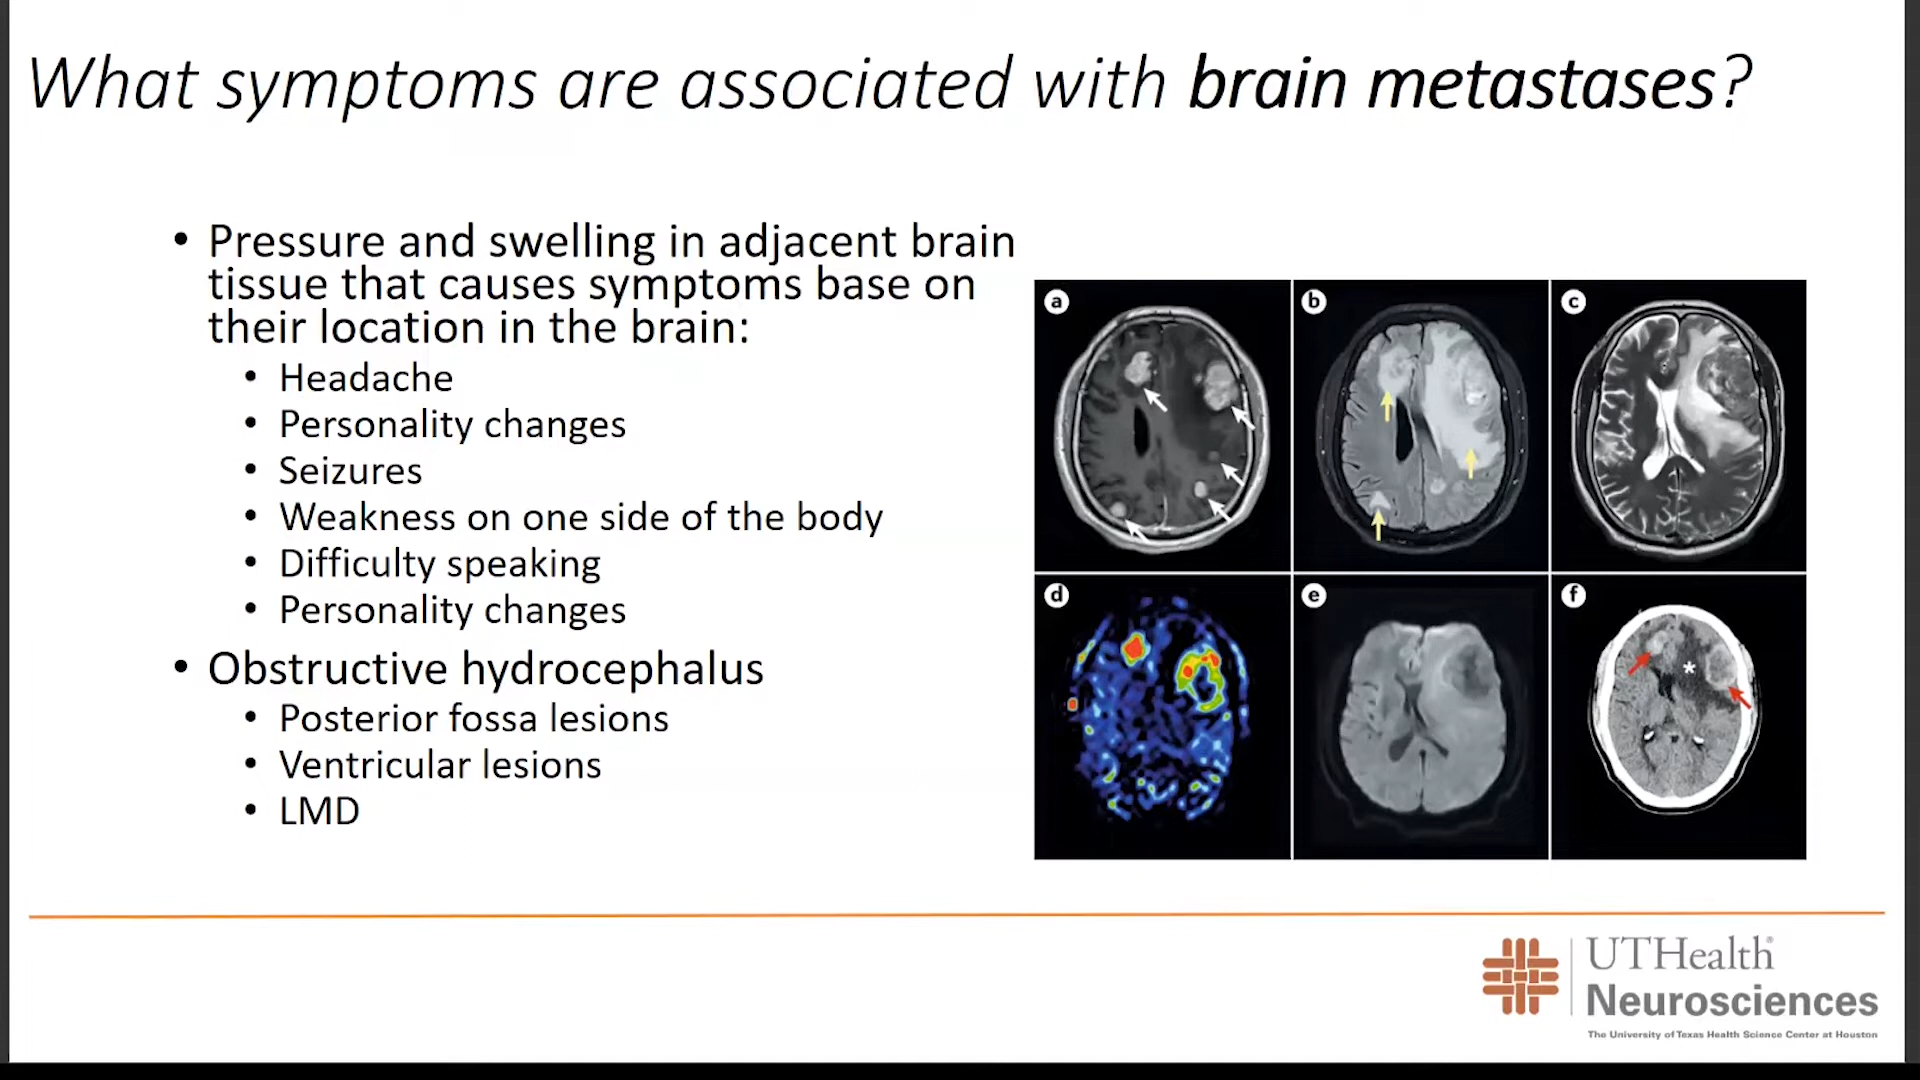 What symptoms are associated with brain metastases?
• Pressure and swelling in adjacent brain
tissue that causes symptoms base on
their location in the brain:
• Headache
• Personality changes
• Seizures
• Weakness on one side of the body
• Difficulty speaking
• Personality changes
• Obstructive hydrocephalus
• Posterior fossa lesions
• Ventricular lesions
• LMD
a
b
c
d
e
f
*
UTHealth®
Neurosciences
The University of Texas Health Science Center at Houston